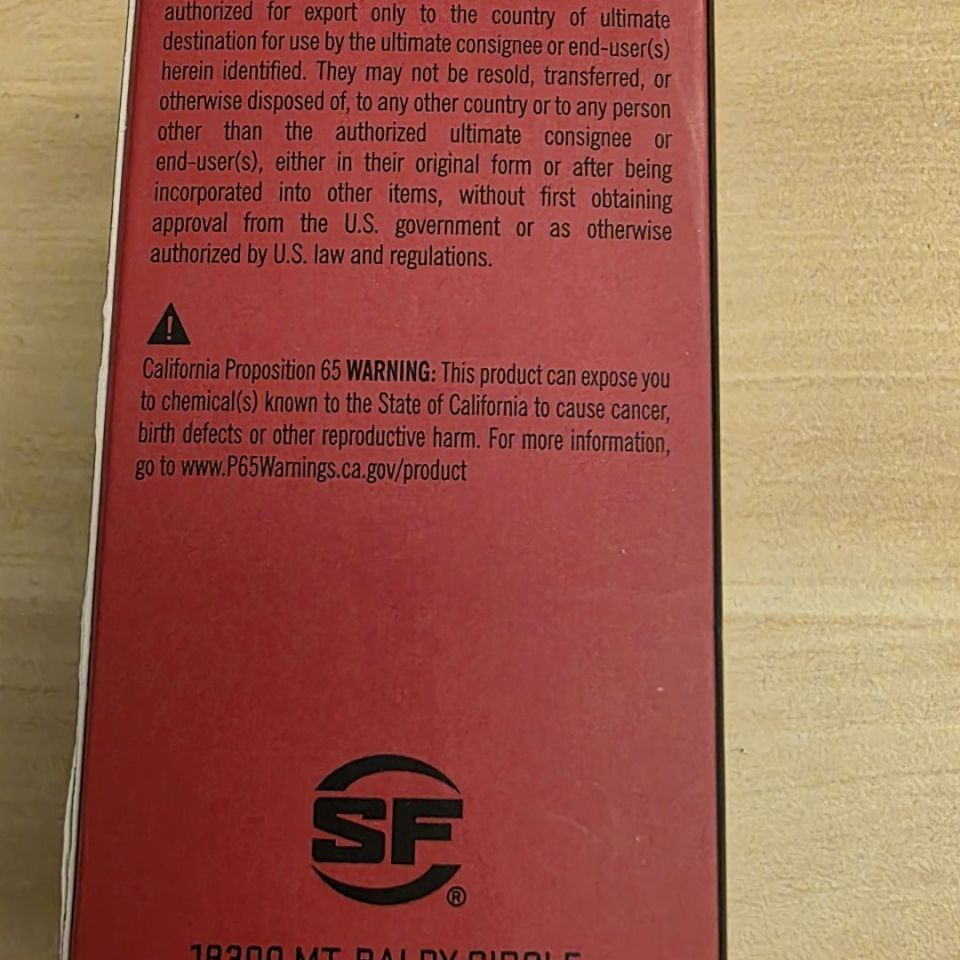 authorized for export only to the country of ultimate
destination for use by the ultimate consignee or end-user(s)
herein identified. They may not be resold, transferred, or
otherwise disposed of, to any other country or to any person
other than the authorized ultimate consignee or
end-user(s), either in their original form or after being
incorporated into other items, without first obtaining
approval from the U.S. government or as otherwise
authorized by U.S. law and regulations.
California Proposition 65 WARNING: This product can expose you
to chemical(s) known to the State of California to cause cancer,
birth defects or other reproductive harm. For more information,
go to www.P65Warnings.ca.gov/product
SF
®
18300 MT. BALDY CIRCLE